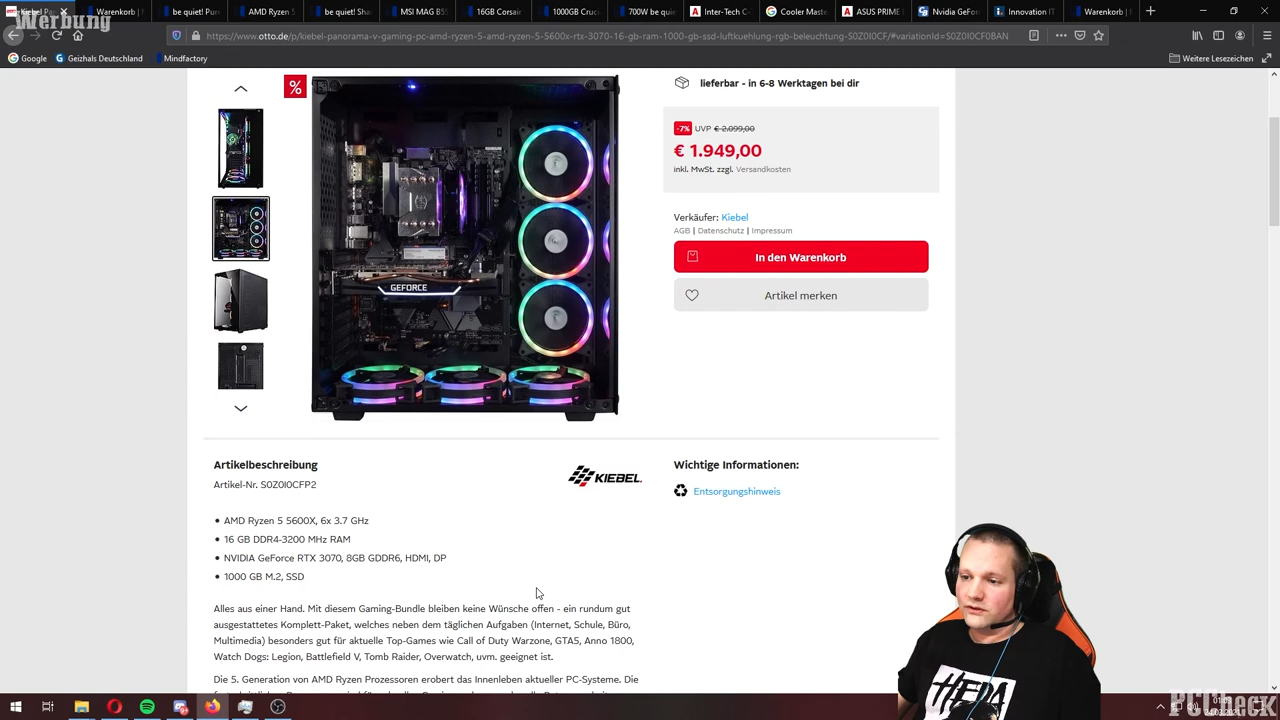 Werbung
Warenkorb |
be quiet! Pure
AMD Ryzen 5
be quiet! Shad
MSI MAG B55
16GB Corsair
1000GB Cruc
700W be quie
Inter-Tec C
Cooler Maste
ASUS PRIME
Nvidia GeFo
Innovation IT
Warenkorb |
https://www.otto.de/p/kiebel-panorama-v-gaming-pc-amd-ryzen-5-amd-ryzen-5-5600x-rtx-3070-16-gb-ram-1000-gb-ssd-luftkuehlung-rgb-beleuchtung-S0Z0I0CF/#variationId=S0Z0I0CF0BAN
Google
Geizhals Deutschland
Mindfactory
Weitere Lesezeichen
%
lieferbar - in 6-8 Werktagen bei dir
-7% UVP € 2.099,00
€ 1.949,00
inkl. MwSt. zzgl. Versandkosten
GEFORCE
Verkäufer: Kiebel
AGB | Datenschutz | Impressum
In den Warenkorb
Artikel merken
Artikelbeschreibung
KIEBEL.
Artikel-Nr. S0Z0I0CFP2
Wichtige Informationen:
Entsorgungshinweis
• AMD Ryzen 5 5600X, 6x 3.7 GHz
• 16 GB DDR4-3200 MHz RAM
• NVIDIA GeForce RTX 3070, 8GB GDDR6, HDMI, DP
• 1000 GB M.2, SSD
Alles aus einer Hand. Mit diesem Gaming-Bundle bleiben keine Wünsche offen - ein rundum gut
ausgestattetes Komplett-Paket, welches neben dem täglichen Aufgaben (Internet, Schule, Büro,
Multimedia) besonders gut für aktuelle Top-Games wie Call of Duty Warzone, GTA5, Anno 1800,
Watch Dogs: Legion, Battlefield V, Tomb Raider, Overwatch, uvm. geeignet ist.
Die 5. Generation von AMD Ryzen Prozessoren erobert das Innenleben aktueller PC-Systeme. Die